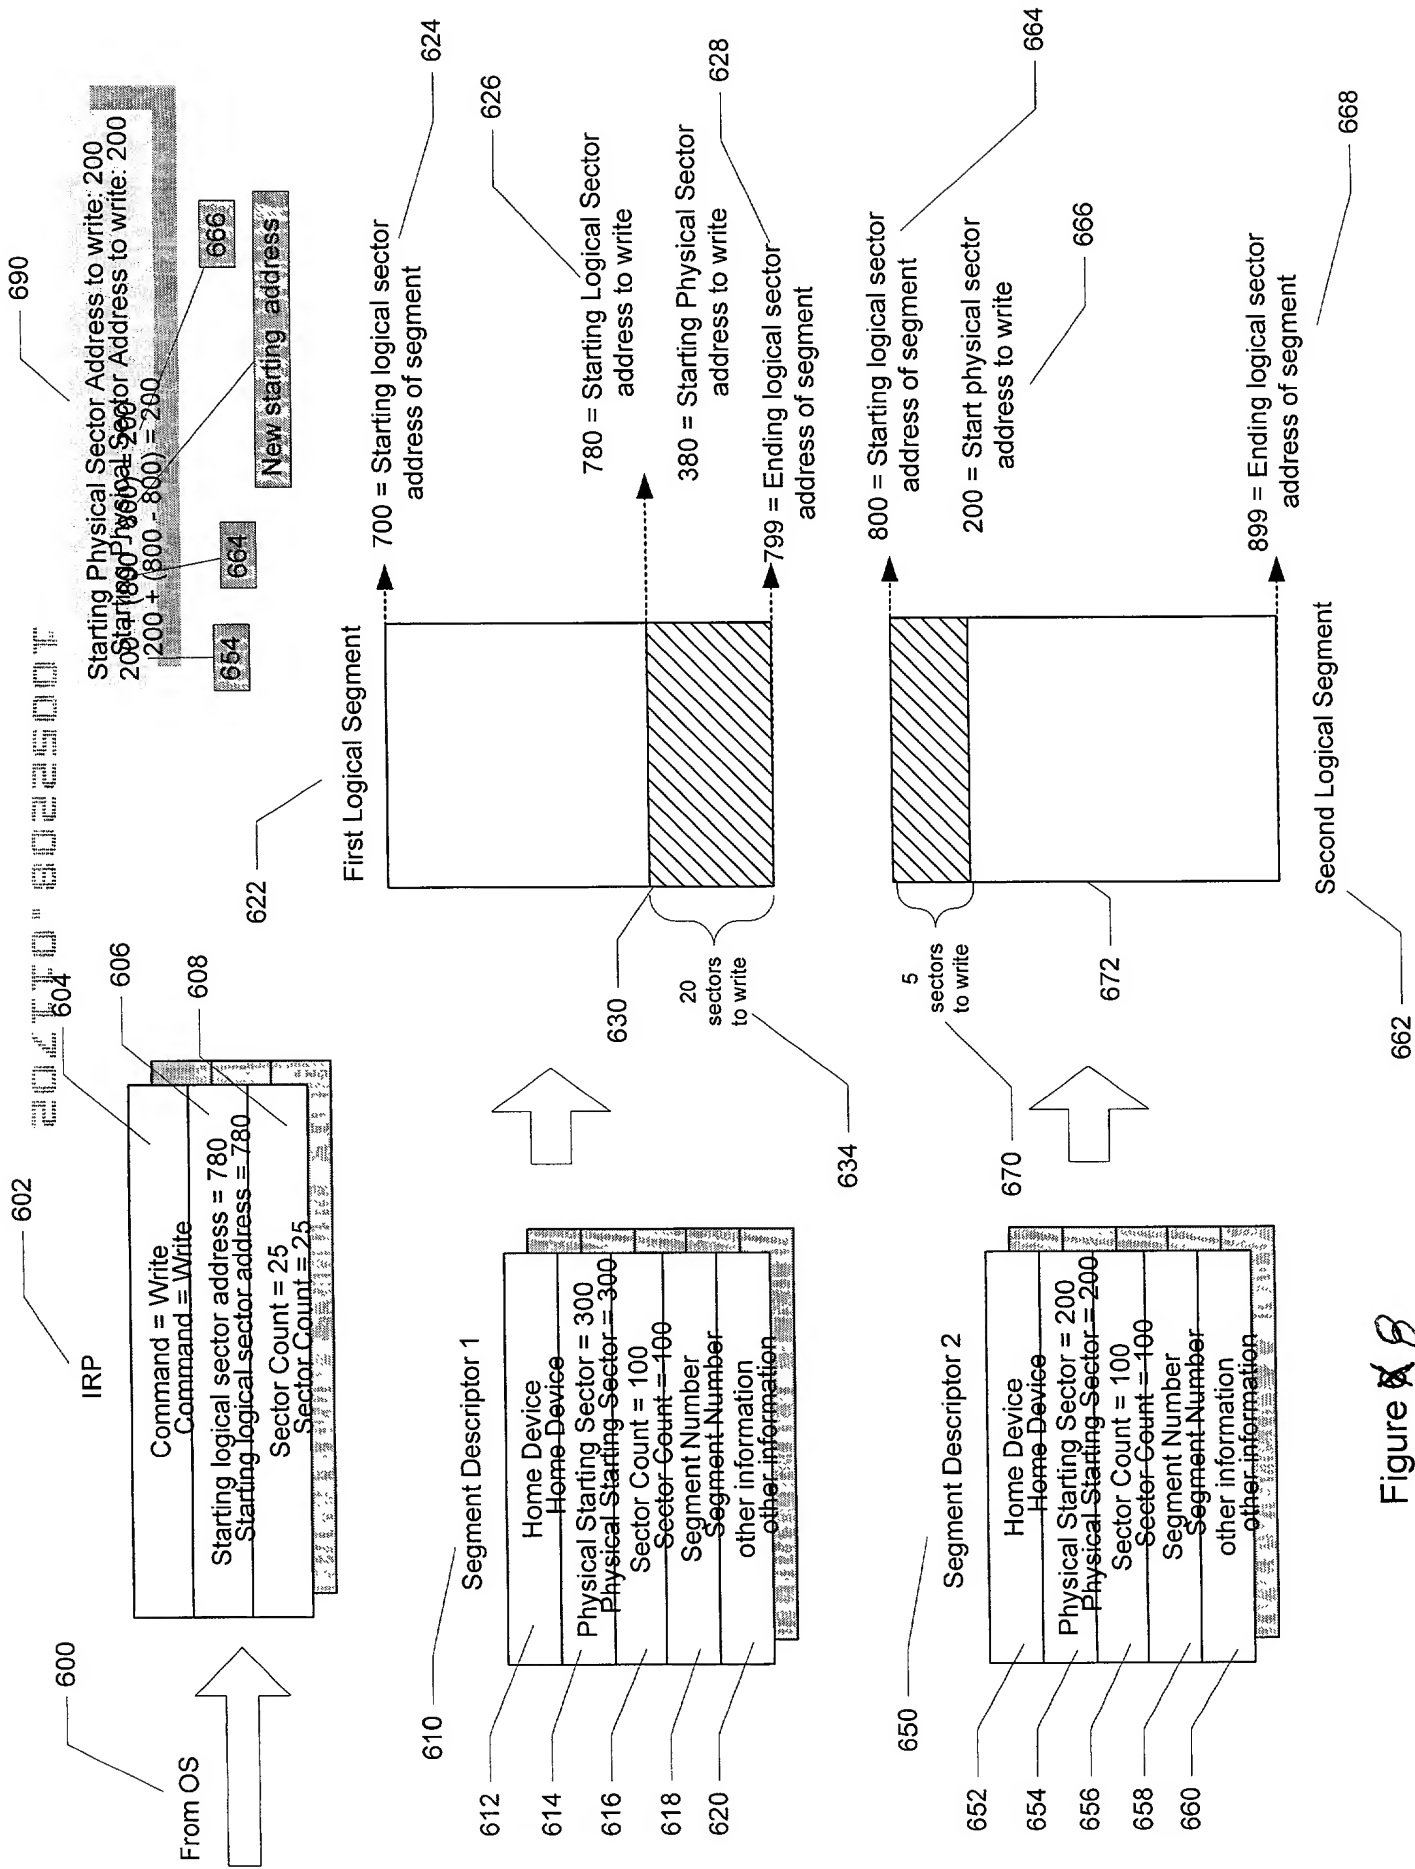 690
Starting Physical Sector Address to write: 200
Starting Physical Sector Address to write: 200
200 + (800 - 800) = 200
200 + (800 - 800) = 200
654
664
666
New starting address
602
IRP
604
606
608
600
From OS
Command = Write
Command = Write
Starting logical sector address = 780
Starting logical sector address = 780
Sector Count = 25
Sector Count = 25
622
First Logical Segment
700 = Starting logical sector
address of segment
624
626
780 = Starting Logical Sector
address to write
380 = Starting Physical Sector
address to write
628
799 = Ending logical sector
address of segment
630
20
sectors
to write
634
610
Segment Descriptor 1
Home Device
Home Device
Physical Starting Sector = 300
Physical Starting Sector = 300
Sector Count = 100
Sector Count = 100
Segment Number
Segment Number
other information
other information
612
614
616
618
620
664
800 = Starting logical sector
address of segment
200 = Start physical sector
address to write
666
899 = Ending logical sector
address of segment
668
5
sectors
to write
670
672
Second Logical Segment
662
650
Segment Descriptor 2
Home Device
Home Device
Physical Starting Sector = 200
Physical Starting Sector = 200
Sector Count = 100
Sector Count = 100
Segment Number
Segment Number
other information
other information
652
654
656
658
660
Figure 8